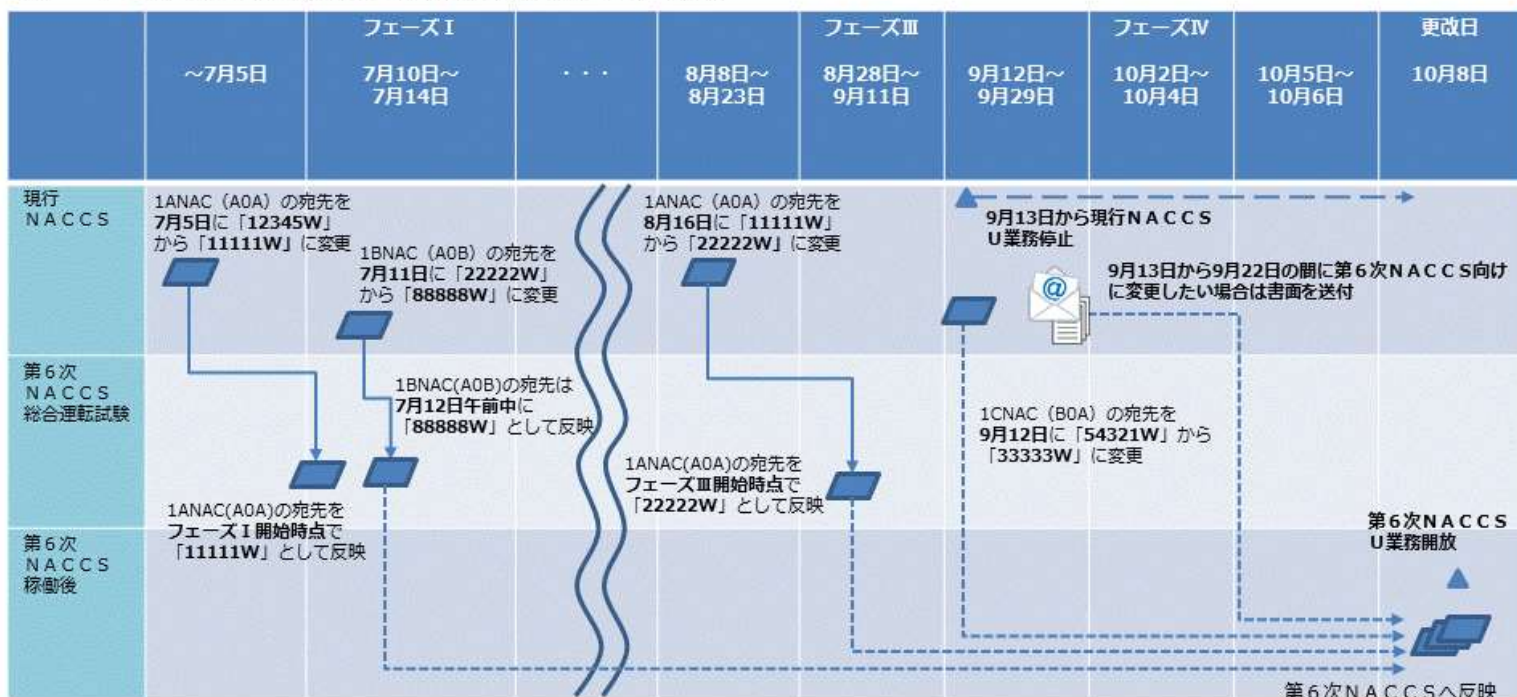 フェーズⅠ
フェーズⅢ
フェーズⅣ
更改日
～7月5日
7月10日～
7月14日
・・・
8月8日～
8月23日
8月28日～
9月11日
9月12日～
9月29日
10月2日～
10月4日
10月5日～
10月6日
10月8日
現行
ＮＡＣＣＳ
1ANAC（A0A）の宛先を
7月5日に「12345W」
から「11111W」に変更
1BNAC（A0B）の宛先を
7月11日に「22222W」
から「88888W」に変更
1ANAC（A0A）の宛先を
8月16日に「11111W」
から「22222W」に変更
9月13日から現行ＮＡＣＣＳ
Ｕ業務停止
@
9月13日から9月22日の間に第６次ＮＡＣＣＳ向け
に変更したい場合は書面を送付
第６次
ＮＡＣＣＳ
総合運転試験
1BNAC(A0B)の宛先は
7月12日午前中に
「88888W」として反映
1ANAC(A0A)の宛先を
フェーズⅠ開始時点で
「11111W」として反映
1ANAC(A0A)の宛先を
フェーズⅢ開始時点で
「22222W」として反映
1CNAC（B0A）の宛先を
9月12日に「54321W」から
「33333W」に変更
第６次
ＮＡＣＣＳ
稼働後
第６次ＮＡＣＣＳ
Ｕ業務開放
第６次ＮＡＣＣＳへ反映